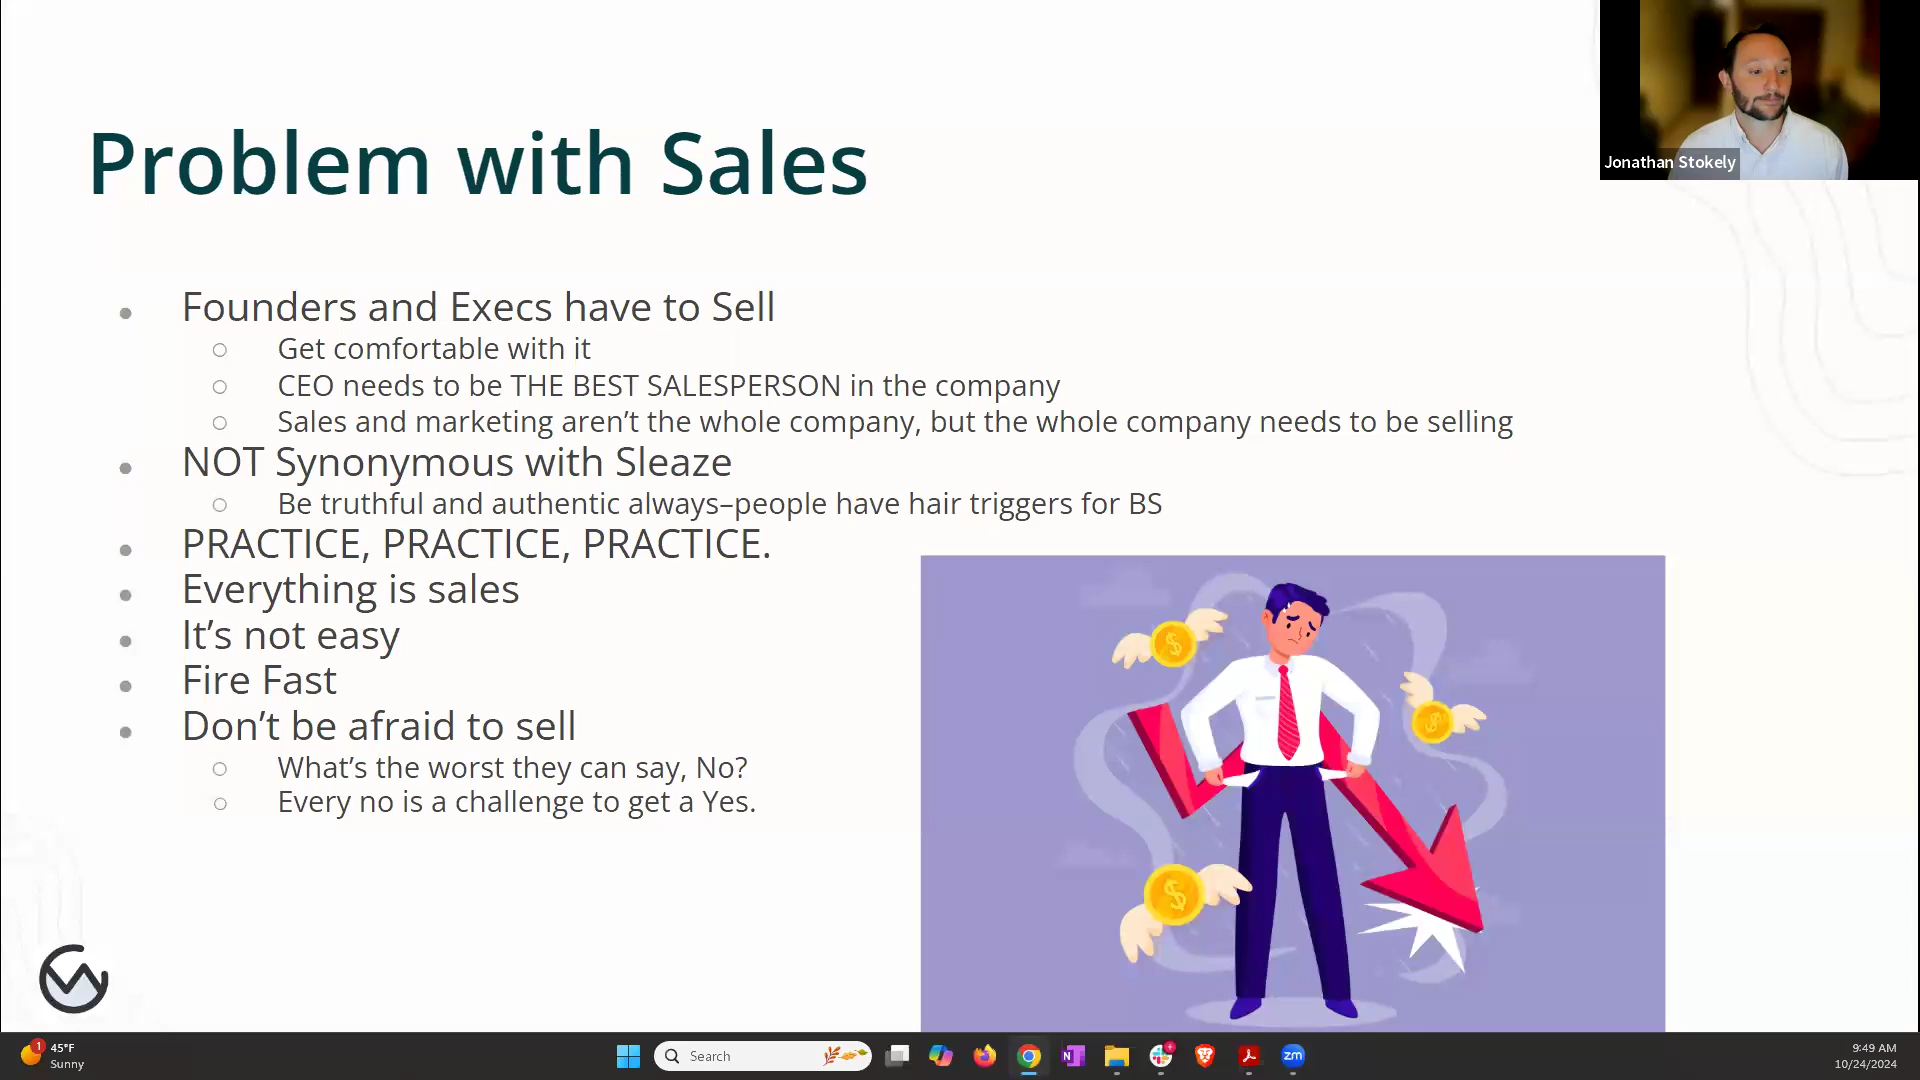 Jonathan Stokely
Problem with Sales
Founders and Execs have to Sell
Get comfortable with it
CEO needs to be THE BEST SALESPERSON in the company
Sales and marketing aren’t the whole company, but the whole company needs to be selling
NOT Synonymous with Sleaze
Be truthful and authentic always–people have hair triggers for BS
PRACTICE, PRACTICE, PRACTICE.
Everything is sales
It’s not easy
Fire Fast
Don’t be afraid to sell
What’s the worst they can say, No?
Every no is a challenge to get a Yes.
$
$
$
1
45°F
Sunny
Search
N
zm
9:49 AM
10/24/2024